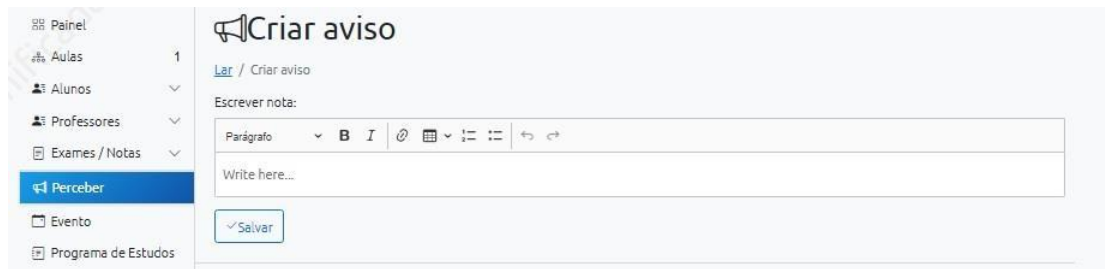 Painel
Aulas 1
Alunos
Professores
Exames / Notas
Perceber
Evento
Programa de Estudos
Criar aviso
Lar / Criar aviso
Escrever nota:
Parágrafo B I
Write here...
Salvar